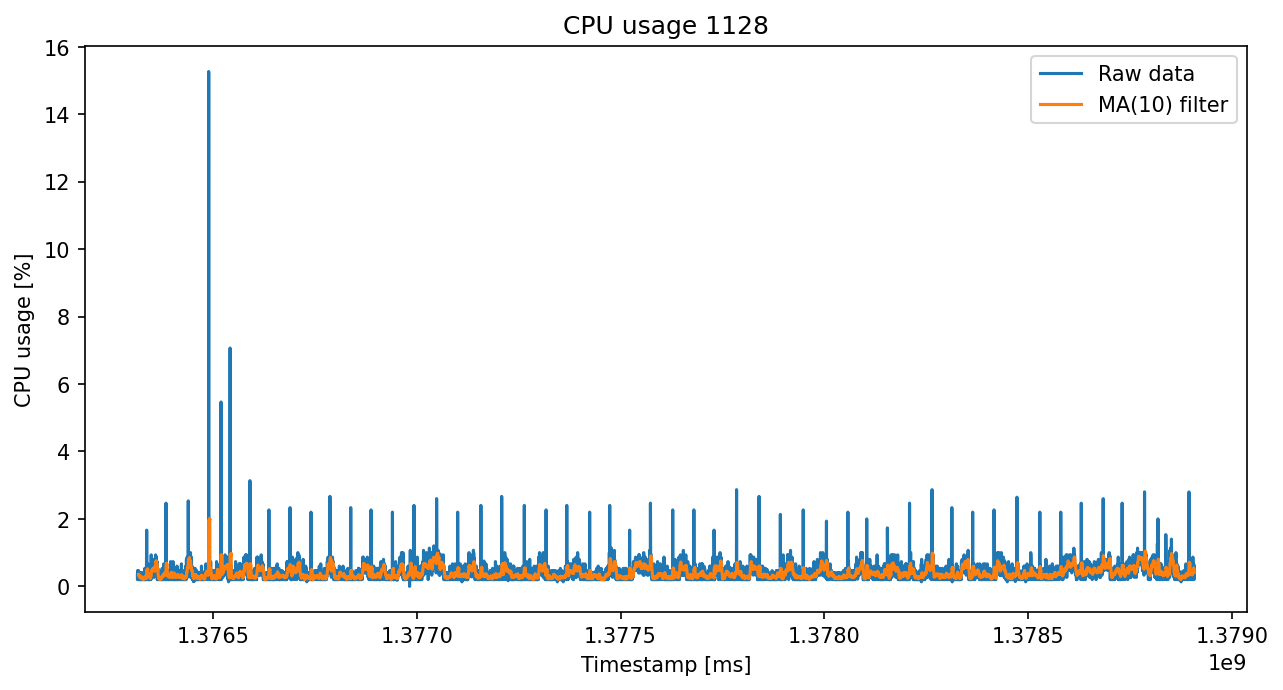 CPU usage 1128
Raw data
MA(10) filter
CPU usage [%]
16
14
12
10
8
6
4
2
0
1.3765 1.3770 1.3775 1.3780 1.3785 1.3790
1e9
Timestamp [ms]